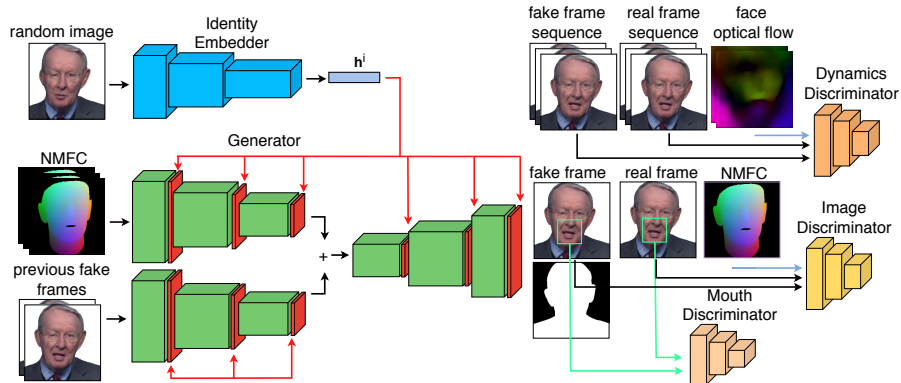 random image
Identity
Embedder
h^i
Generator
NMFC
previous fake
frames
+
fake frame
sequence
real frame
sequence
face
optical flow
Dynamics
Discriminator
fake frame
real frame
NMFC
Image
Discriminator
Mouth
Discriminator